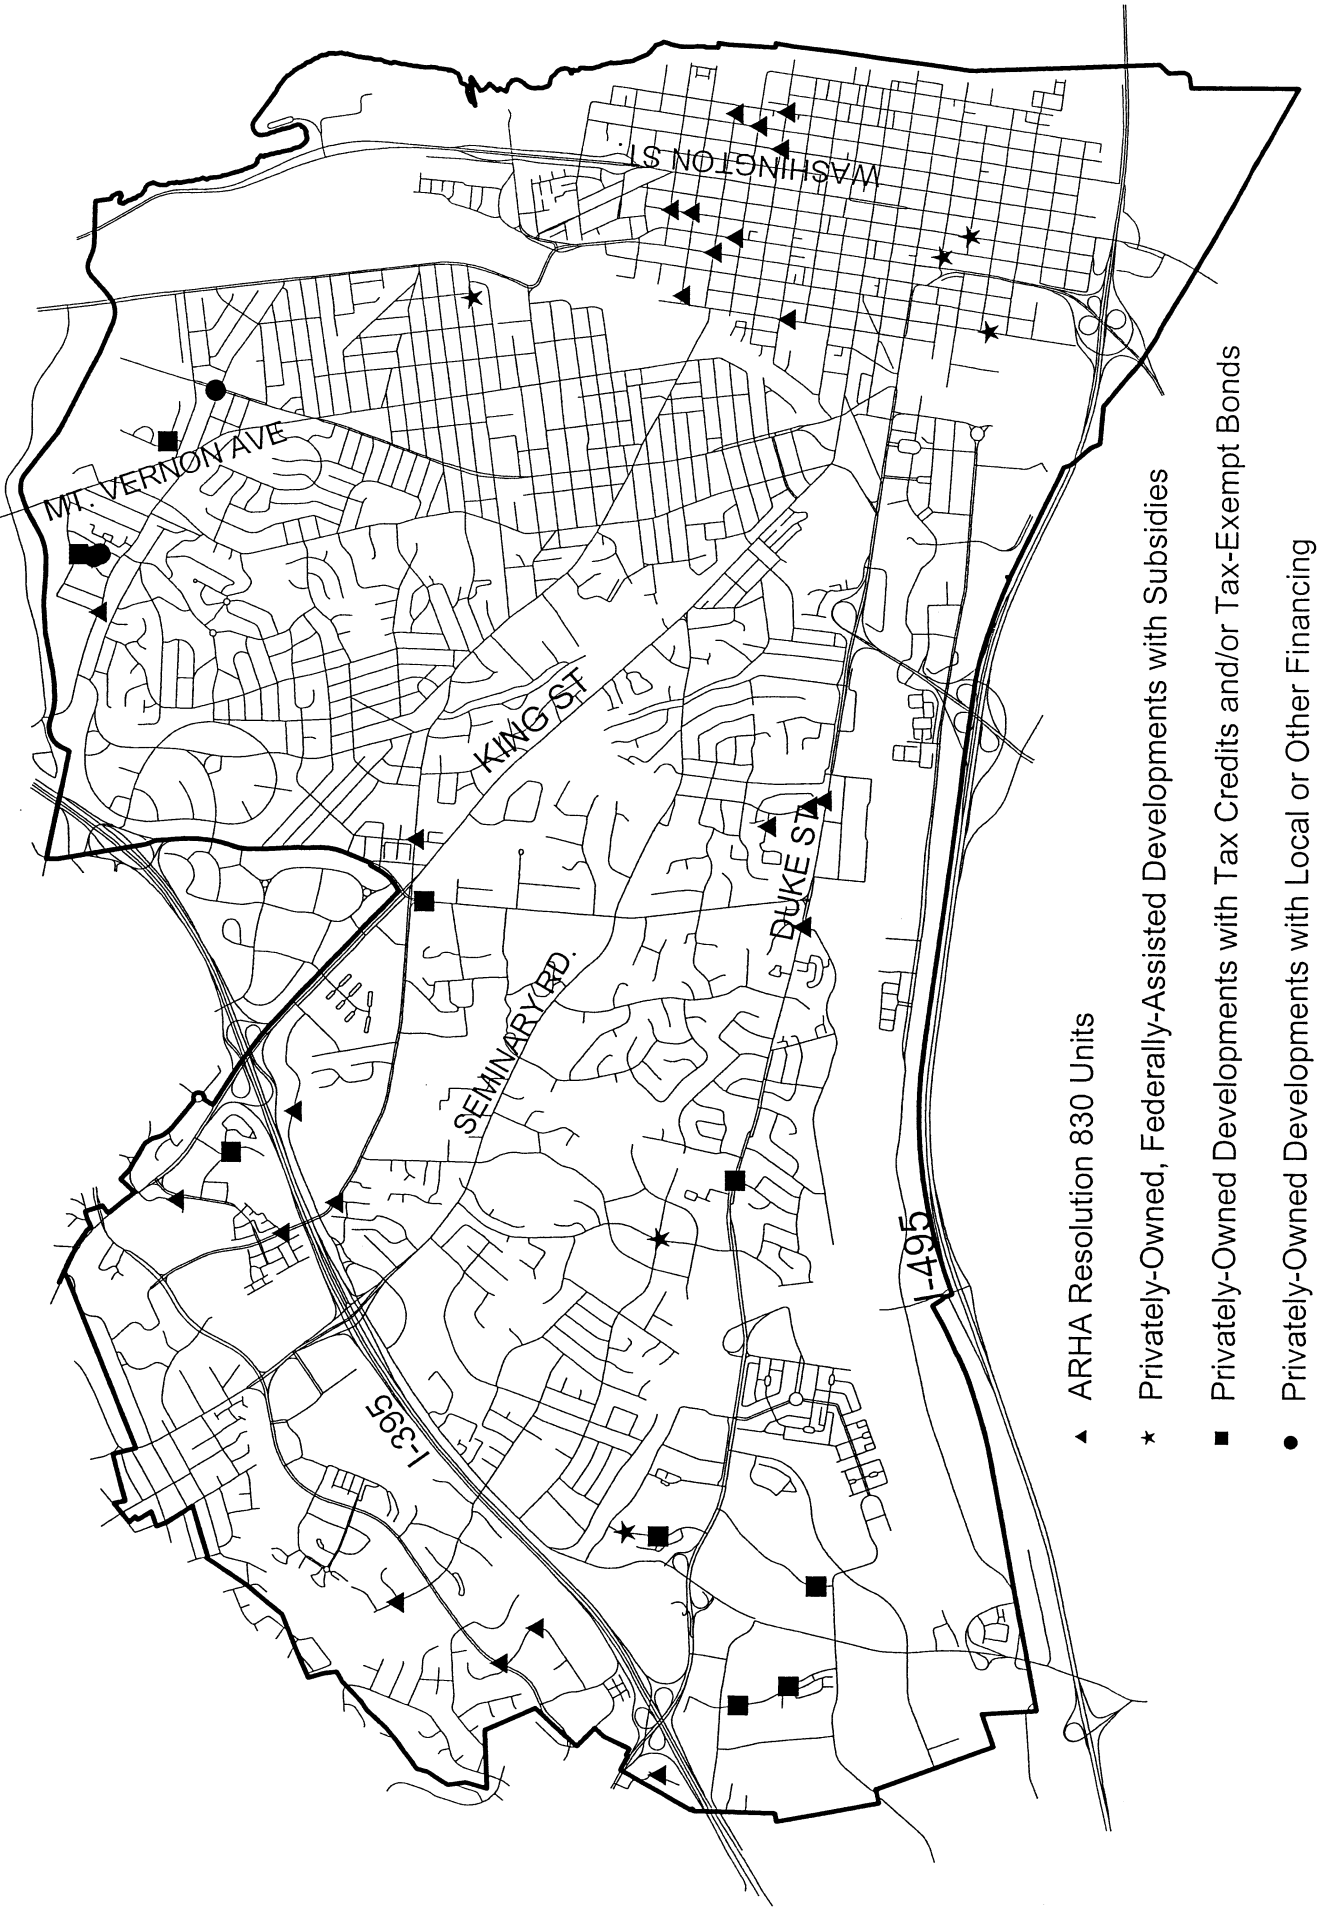 WASHINGTON ST.
MT. VERNON AVE
KING ST
DUKE ST
SEMINARY RD.
I-495
I-395
ARHA Resolution 830 Units
Privately-Owned, Federally-Assisted Developments with Subsidies
Privately-Owned Developments with Tax Credits and/or Tax-Exempt Bonds
Privately-Owned Developments with Local or Other Financing